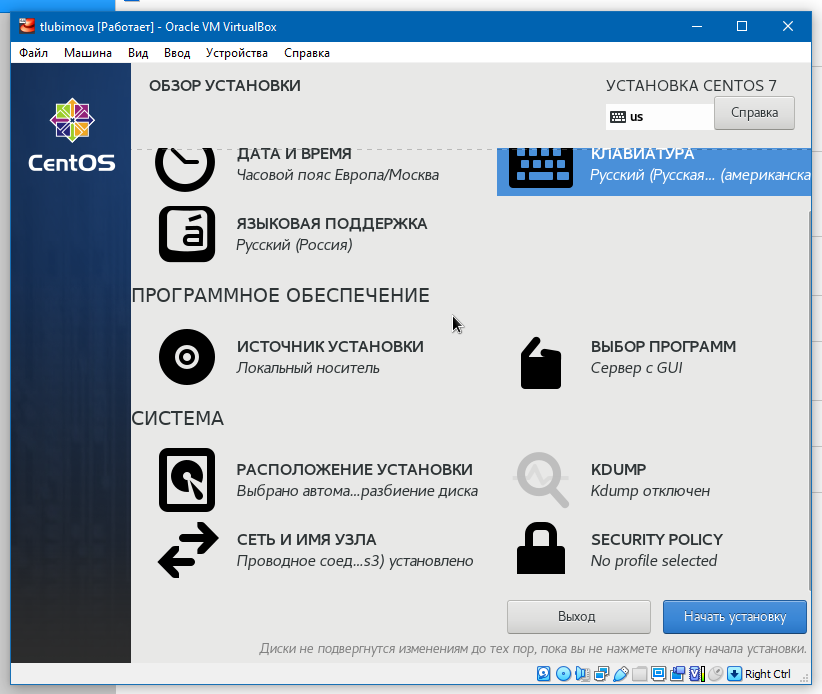 tlubimova [Работает] - Oracle VM VirtualBox
Файл Машина Вид Ввод Устройства Справка
ОБЗОР УСТАНОВКИ
УСТАНОВКА CENTOS 7
us
Справка
CentOS
ДАТА И ВРЕМЯ
Часовой пояс Европа/Москва
КЛАВИАТУРА
Русский (Русская... (американска
ЯЗЫКОВАЯ ПОДДЕРЖКА
Русский (Россия)
ПРОГРАММНОЕ ОБЕСПЕЧЕНИЕ
ИСТОЧНИК УСТАНОВКИ
Локальный носитель
ВЫБОР ПРОГРАММ
Сервер с GUI
СИСТЕМА
РАСПОЛОЖЕНИЕ УСТАНОВКИ
Выбрано автома...разбиение диска
KDUMP
Kdump отключен
СЕТЬ И ИМЯ УЗЛА
Проводное соед...s3) установлено
SECURITY POLICY
No profile selected
Выход
Начать установку
Диски не подвергнутся изменениям до тех пор, пока вы не нажмете кнопку начала установки.
Right Ctrl